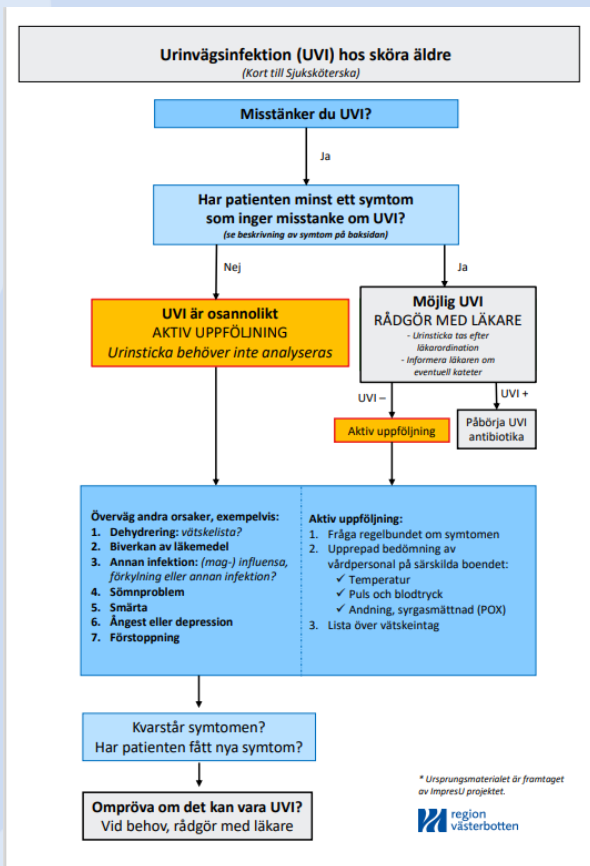 Urinvägsinfektion (UVI) hos sköra äldre
(Kort till Sjuksköterska)
Misstänker du UVI?
Ja
Har patienten minst ett symtom
som inger misstanke om UVI?
(se beskrivning av symtom på baksidan)
Nej
Ja
UVI är osannolikt
AKTIV UPPFÖLJNING
Urinsticka behöver inte analyseras
Möjlig UVI
RÅDGÖR MED LÄKARE
- Urinsticka tas efter
läkarordination
- Informera läkaren om
eventuell kateter
UVI –
UVI +
Aktiv uppföljning
Påbörja UVI
antibiotika
Överväg andra orsaker, exempelvis:
1. Dehydrering: vätskelista?
2. Biverkan av läkemedel
3. Annan infektion: (mag-) influensa,
förkylning eller annan infektion?
4. Sömnproblem
5. Smärta
6. Ångest eller depression
7. Förstoppning
Aktiv uppföljning:
1. Fråga regelbundet om symtomen
2. Upprepad bedömning av
vårdpersonal på särskilda boendet:
✓ Temperatur
✓ Puls och blodtryck
✓ Andning, syrgasmättnad (POX)
3. Lista över vätskeintag
Kvarstår symtomen?
Har patienten fått nya symtom?
Ompröva om det kan vara UVI?
Vid behov, rådgör med läkare
* Ursprungsmaterialet är framtaget
av ImpresU projektet.
region
västerbotten